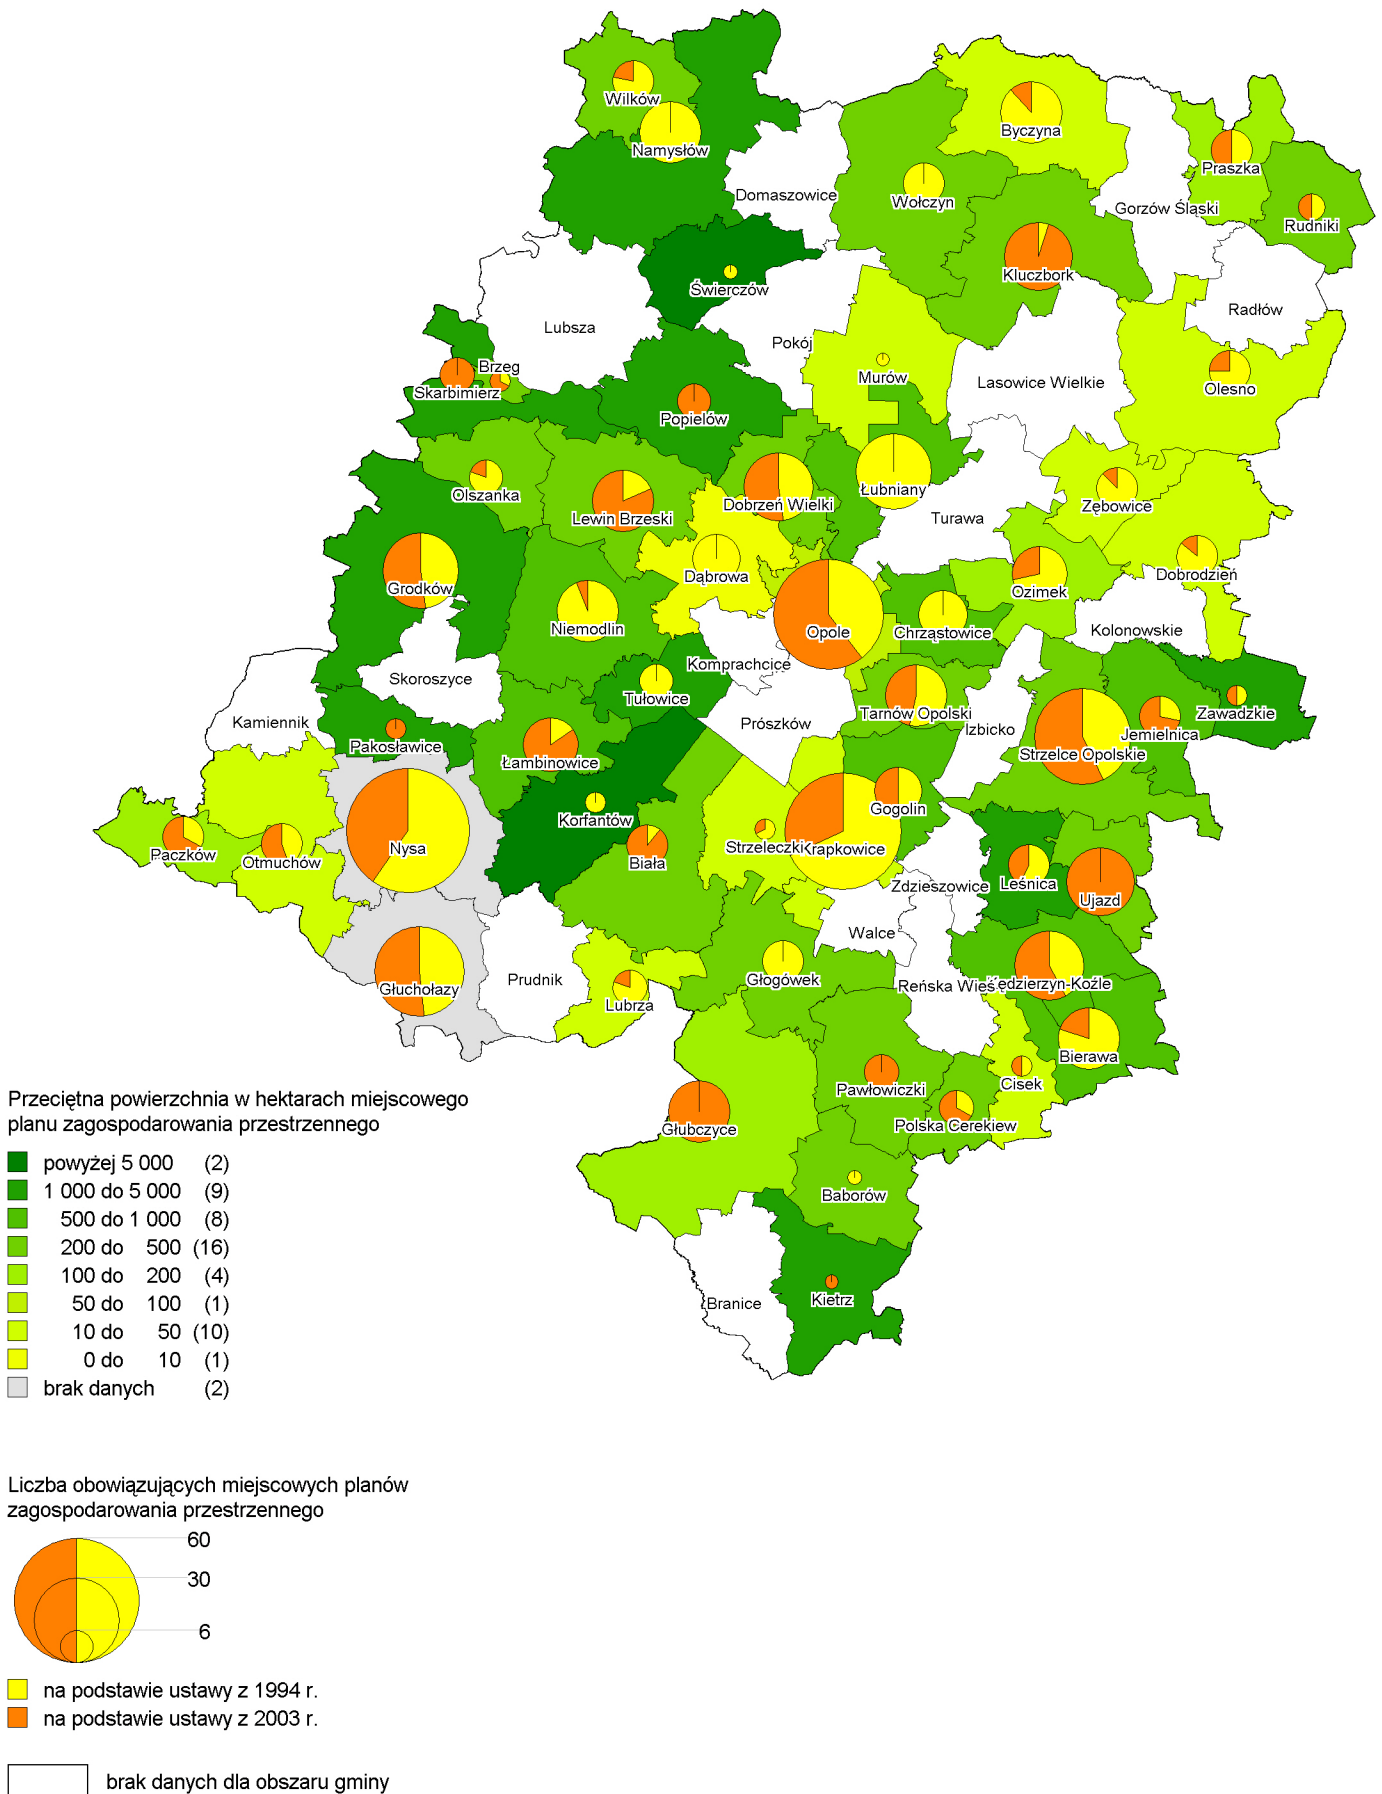 Wilków
Namysłów
Byczyna
Praszka
Domaszowice
Wołczyn
Gorzów Śląski
Rudniki
Kluczbork
Świerczów
Radłów
Lubsza
Pokój
Brzeg
Murów
Lasowice Wielkie
Olesno
Skarbimierz
Popielów
Olszanka
Łubniany
Dobrzeń Wielki
Zębowice
Lewin Brzeski
Turawa
Dąbrowa
Dobrodzień
Grodków
Ozimek
Niemodlin
Opole
Chrząstowice
Kolonowskie
Komprachcice
Skoroszyce
Tułowice
Tarnów Opolski
Zawadzkie
Kamiennik
Prószków
Izbicko
Jemielnica
Pakosławice
Strzelce Opolskie
Łambinowice
Gogolin
Korfantów
Nysa
Strzeleczki
Krapkowice
Paczków
Otmuchów
Biała
Zdzieszowice
Leśnica
Ujazd
Walce
Prudnik
Głogówek
Reńska Wieś
Kędzierzyn-Koźle
Głuchołazy
Lubrza
Bierawa
Cisek
Pawłowiczki
Głubczyce
Polska Cerekiew
Baborów
Kietrz
Branice
Przeciętna powierzchnia w hektarach miejscowego
planu zagospodarowania przestrzennego
powyżej 5 000 (2)
1 000 do 5 000 (9)
500 do 1 000 (8)
200 do 500 (16)
100 do 200 (4)
50 do 100 (1)
10 do 50 (10)
0 do 10 (1)
brak danych (2)
Liczba obowiązujących miejscowych planów
zagospodarowania przestrzennego
60
30
6
na podstawie ustawy z 1994 r.
na podstawie ustawy z 2003 r.
brak danych dla obszaru gminy